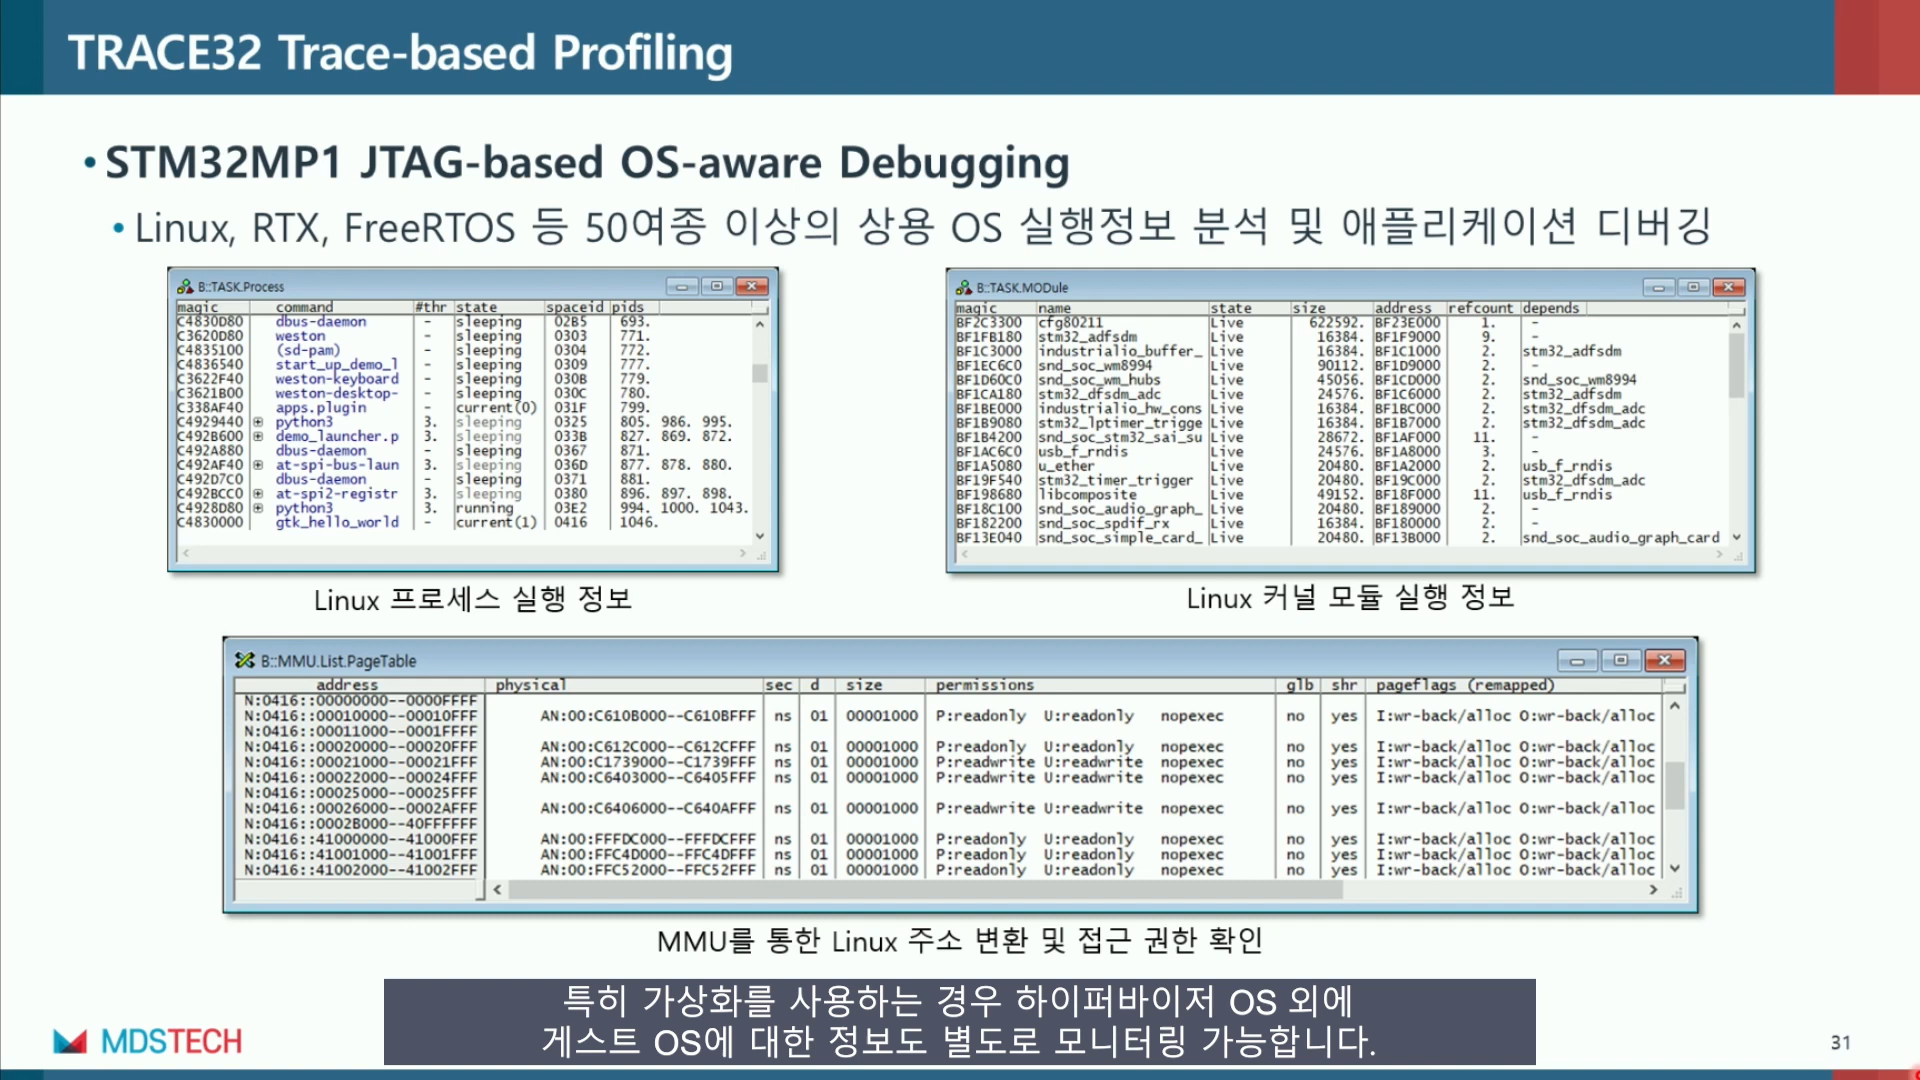 TRACE32 Trace-based Profiling
• STM32MP1 JTAG-based OS-aware Debugging
• Linux, RTX, FreeRTOS 등 50여종 이상의 상용 OS 실행정보 분석 및 애플리케이션 디버깅
B::TASK.Process
magic command #thr state spaceid pids
C4830D80 dbus-daemon - sleeping 02B5 693.
C3620D80 weston - sleeping 0303 771.
C4835100 (sd-pam) - sleeping 0304 772.
C4836540 start_up_demo_l - sleeping 0309 777.
C3622F40 weston-keyboard - sleeping 030B 779.
C3621B00 weston-desktop- - sleeping 030C 780.
C338AF40 apps.plugin - current(0) 031F 799.
C4929440 python3 3. sleeping 0325 805. 986. 995.
C492B600 demo_launcher.p 3. sleeping 033B 827. 869. 872.
C492A880 dbus-daemon - sleeping 0367 871.
C492AF40 at-spi-bus-laun 3. sleeping 036D 877. 878. 880.
C492D7C0 dbus-daemon - sleeping 0371 881.
C492BCC0 at-spi2-registr 3. sleeping 0380 896. 897. 898.
C4928D80 python3 3. running 03E2 994. 1000. 1043.
C4830000 gtk_hello_world - current(1) 0416 1046.
Linux 프로세스 실행 정보
B::TASK.MODule
magic name state size address refcount depends
BF2C3300 cfg80211 Live 622592. BF23E000 1. -
BF1FB180 stm32_adfsdm Live 16384. BF1F9000 9. -
BF1C3000 industrialio_buffer_ Live 16384. BF1C1000 2. stm32_adfsdm
BF1EC6C0 snd_soc_wm8994 Live 90112. BF1D9000 2. -
BF1D60C0 snd_soc_wm_hubs Live 45056. BF1CD000 2. snd_soc_wm8994
BF1CA180 stm32_dfsdm_adc Live 24576. BF1C6000 2. stm32_adfsdm
BF1BE000 industrialio_hw_cons Live 16384. BF1BC000 2. stm32_dfsdm_adc
BF1B9080 stm32_lptimer_trigge Live 16384. BF1B7000 2. stm32_dfsdm_adc
BF1B4200 snd_soc_stm32_sai_su Live 28672. BF1AF000 11. -
BF1AC6C0 usb_f_rndis Live 24576. BF1A8000 3. -
BF1A5080 u_ether Live 20480. BF1A2000 2. usb_f_rndis
BF19F540 stm32_timer_trigger Live 20480. BF19C000 2. stm32_dfsdm_adc
BF198680 libcomposite Live 49152. BF18F000 11. usb_f_rndis
BF18C100 snd_soc_audio_graph_ Live 20480. BF189000 2. -
BF182200 snd_soc_spdif_rx Live 16384. BF180000 2. -
BF13E040 snd_soc_simple_card_ Live 20480. BF13B000 2. snd_soc_audio_graph_card
Linux 커널 모듈 실행 정보
B::MMU.List.PageTable
address physical sec d size permissions glb shr pageflags (remapped)
N:0416::00000000--0000FFFF
N:0416::00010000--00010FFF AN:00:C610B000--C610BFFF ns 01 00001000 P:readonly U:readonly nopexec no yes I:wr-back/alloc O:wr-back/alloc
N:0416::00011000--0001FFFF
N:0416::00020000--00020FFF AN:00:C612C000--C612CFFF ns 01 00001000 P:readonly U:readonly nopexec no yes I:wr-back/alloc O:wr-back/alloc
N:0416::00021000--00021FFF AN:00:C1739000--C1739FFF ns 01 00001000 P:readwrite U:readwrite nopexec no yes I:wr-back/alloc O:wr-back/alloc
N:0416::00022000--00024FFF AN:00:C6403000--C6405FFF ns 01 00001000 P:readwrite U:readwrite nopexec no yes I:wr-back/alloc O:wr-back/alloc
N:0416::00025000--00025FFF
N:0416::00026000--0002AFFF AN:00:C6406000--C640AFFF ns 01 00001000 P:readwrite U:readwrite nopexec no yes I:wr-back/alloc O:wr-back/alloc
N:0416::0002B000--40FFFFFF
N:0416::41000000--41000FFF AN:00:FFFDC000--FFFDCFFF ns 01 00001000 P:readonly U:readonly nopexec no yes I:wr-back/alloc O:wr-back/alloc
N:0416::41001000--41001FFF AN:00:FFC4D000--FFC4DFFF ns 01 00001000 P:readonly U:readonly nopexec no yes I:wr-back/alloc O:wr-back/alloc
N:0416::41002000--41002FFF AN:00:FFC52000--FFC52FFF ns 01 00001000 P:readonly U:readonly nopexec no yes I:wr-back/alloc O:wr-back/alloc
MMU를 통한 Linux 주소 변환 및 접근 권한 확인
특히 가상화를 사용하는 경우 하이퍼바이저 OS 외에
게스트 OS에 대한 정보도 별도로 모니터링 가능합니다.
MDSTECH
31